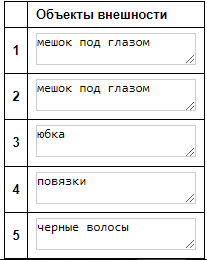 Объекты внешности
1 мешок под глазом
2 мешок под глазом
3 юбка
4 повязки
5 черные волосы